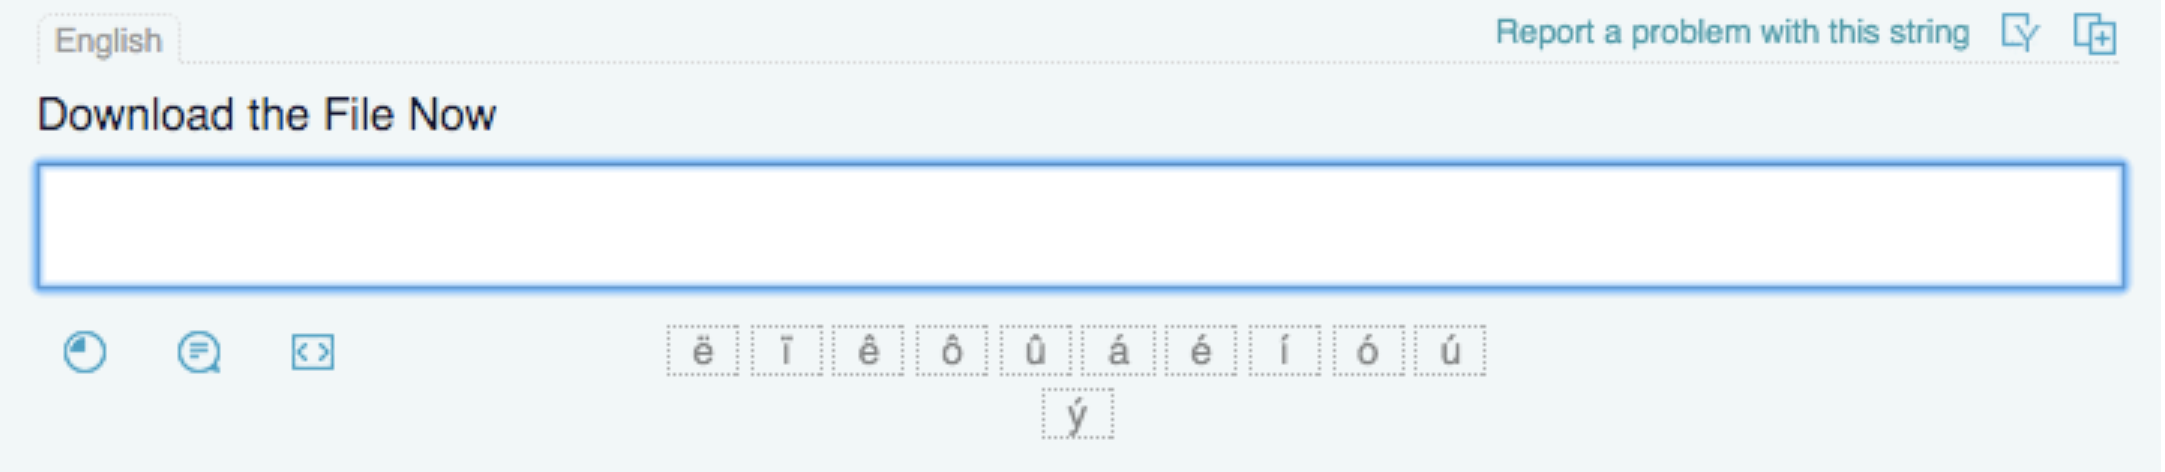 English
Report a problem with this string
Download the File Now
ë ï ê ô û á é í ó ú
ý